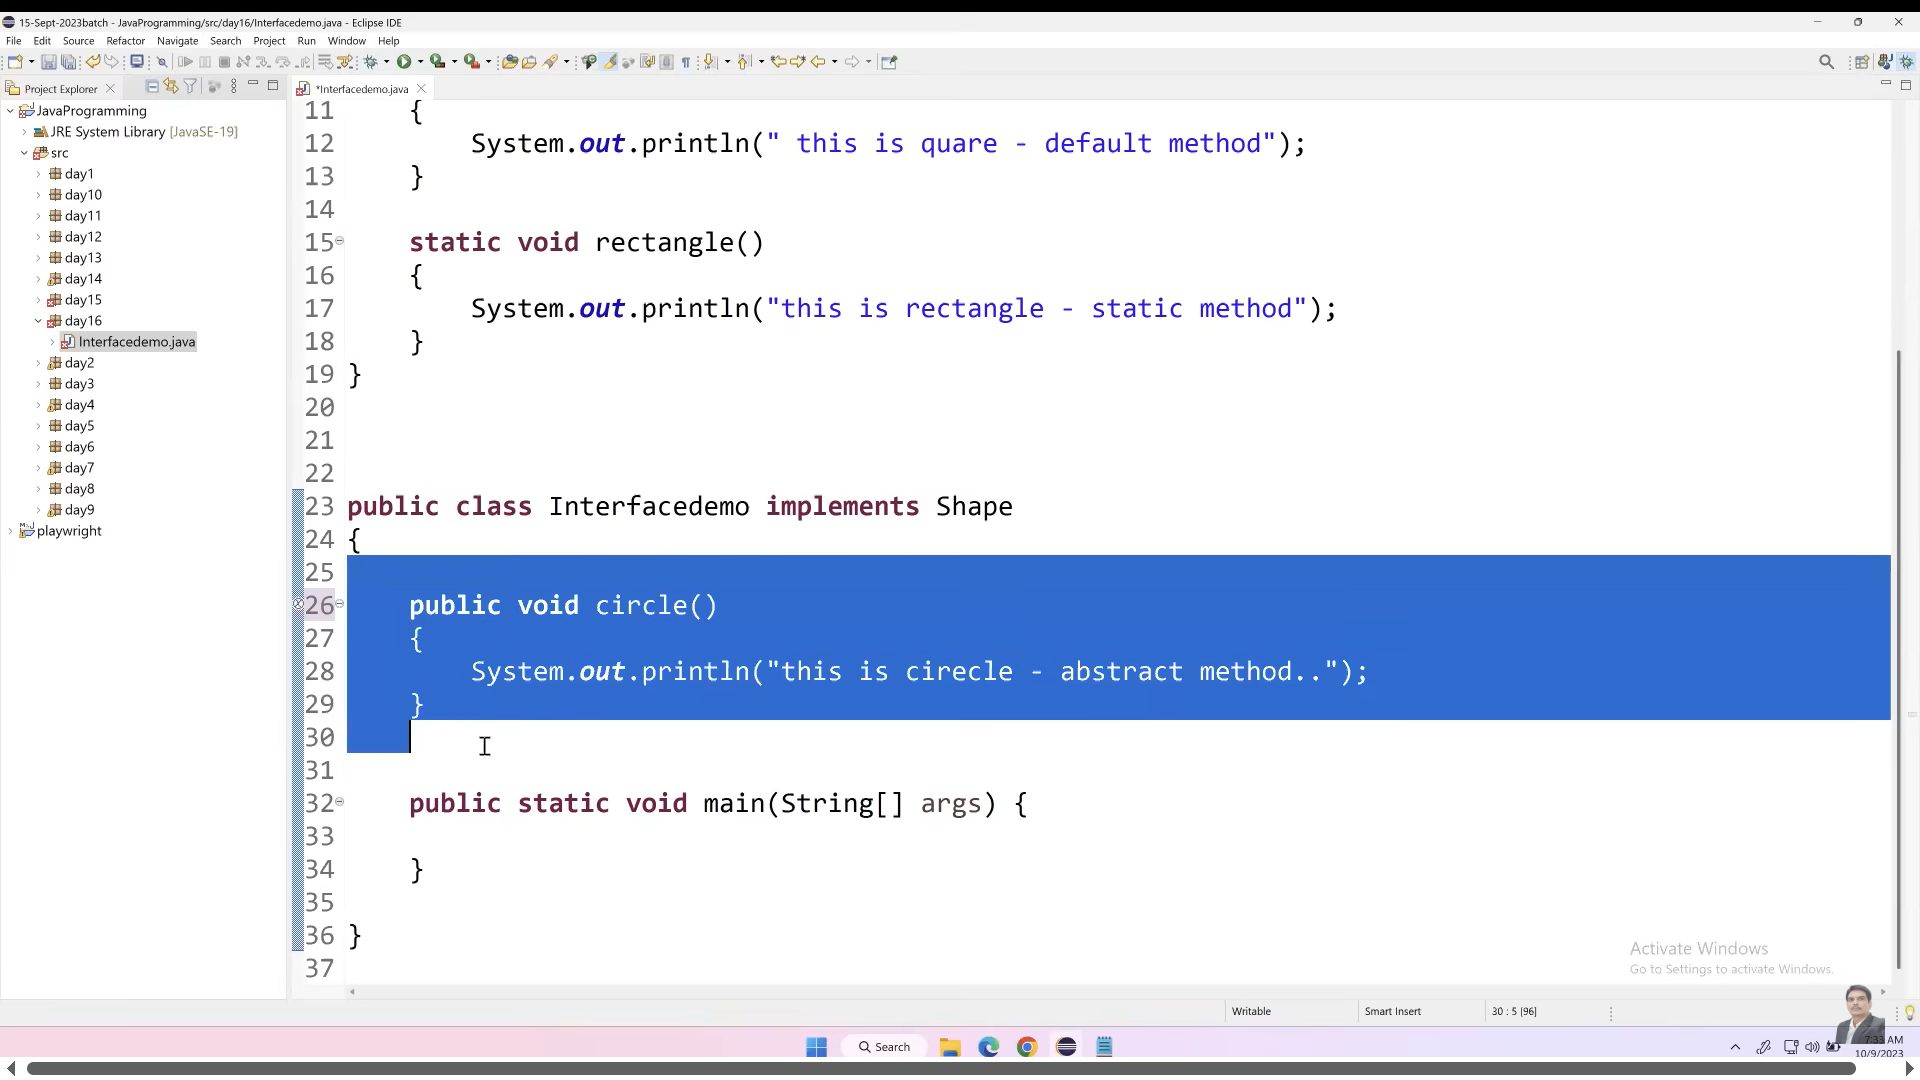 15-Sept-2023batch - JavaProgramming/src/day16/Interfacedemo.java - Eclipse IDE
File Edit Source Refactor Navigate Search Project Run Window Help
Project Explorer
*Interfacedemo.java
JavaProgramming
JRE System Library [JavaSE-19]
src
day1
day10
day11
day12
day13
day14
day15
day16
Interfacedemo.java
day2
day3
day4
day5
day6
day7
day8
day9
playwright
11 {
12 System.out.println(" this is quare - default method");
13 }
14
15 static void rectangle()
16 {
17 System.out.println("this is rectangle - static method");
18 }
19 }
20
21
22
23 public class Interfacedemo implements Shape
24 {
25
26 public void circle()
27 {
28 System.out.println("this is cirecle - abstract method..");
29 }
30
31
32 public static void main(String[] args) {
33
34 }
35
36 }
37
Activate Windows
Go to Settings to activate Windows.
Writable Smart Insert 30 : 5 [96]
Search
7:33 AM
10/9/2023